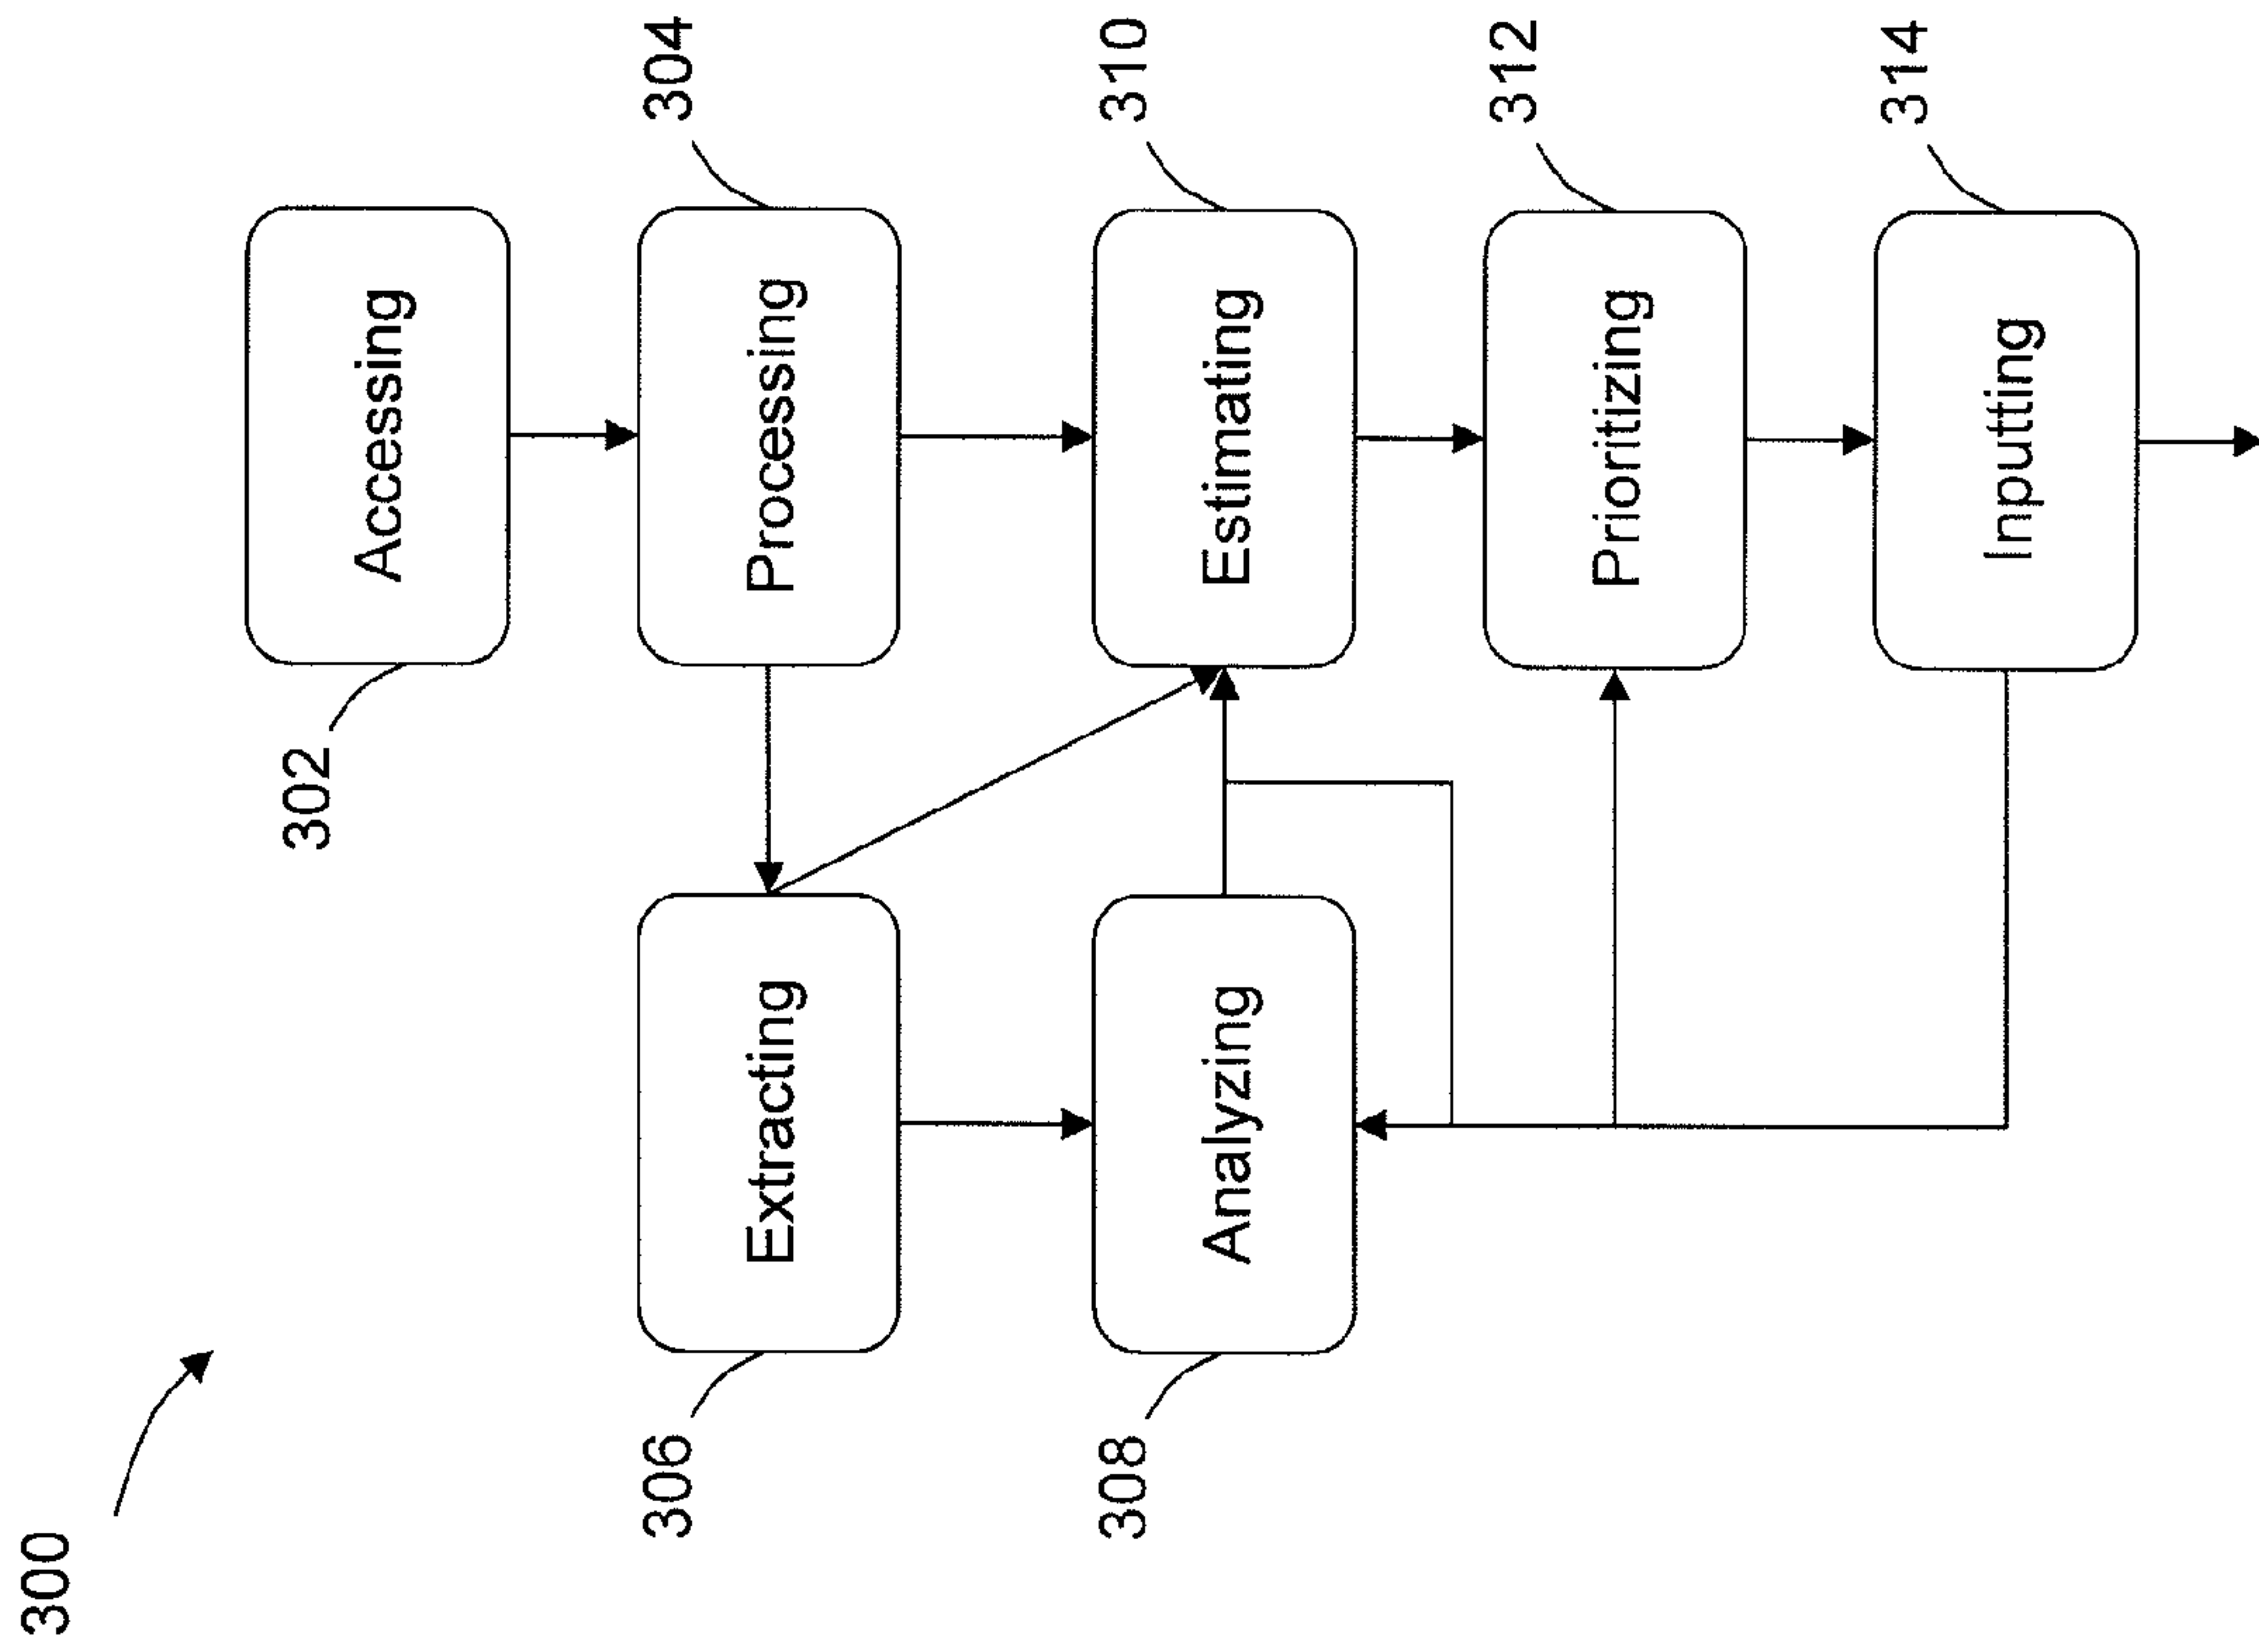 300
302
Accessing
Processing
304
306
Extracting
Estimating
310
308
Analyzing
Prioritizing
312
Inputting
314